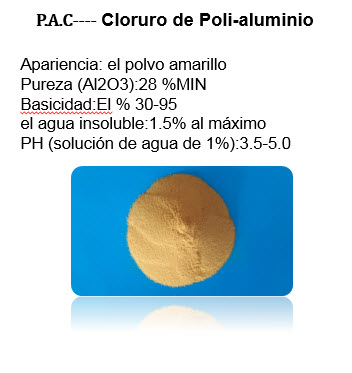 P.A.C---- Cloruro de Poli-aluminio
Apariencia: el polvo amarillo
Pureza (Al2O3):28 %MIN
Basicidad:El % 30-95
el agua insoluble:1.5% al máximo
PH (solución de agua de 1%):3.5-5.0